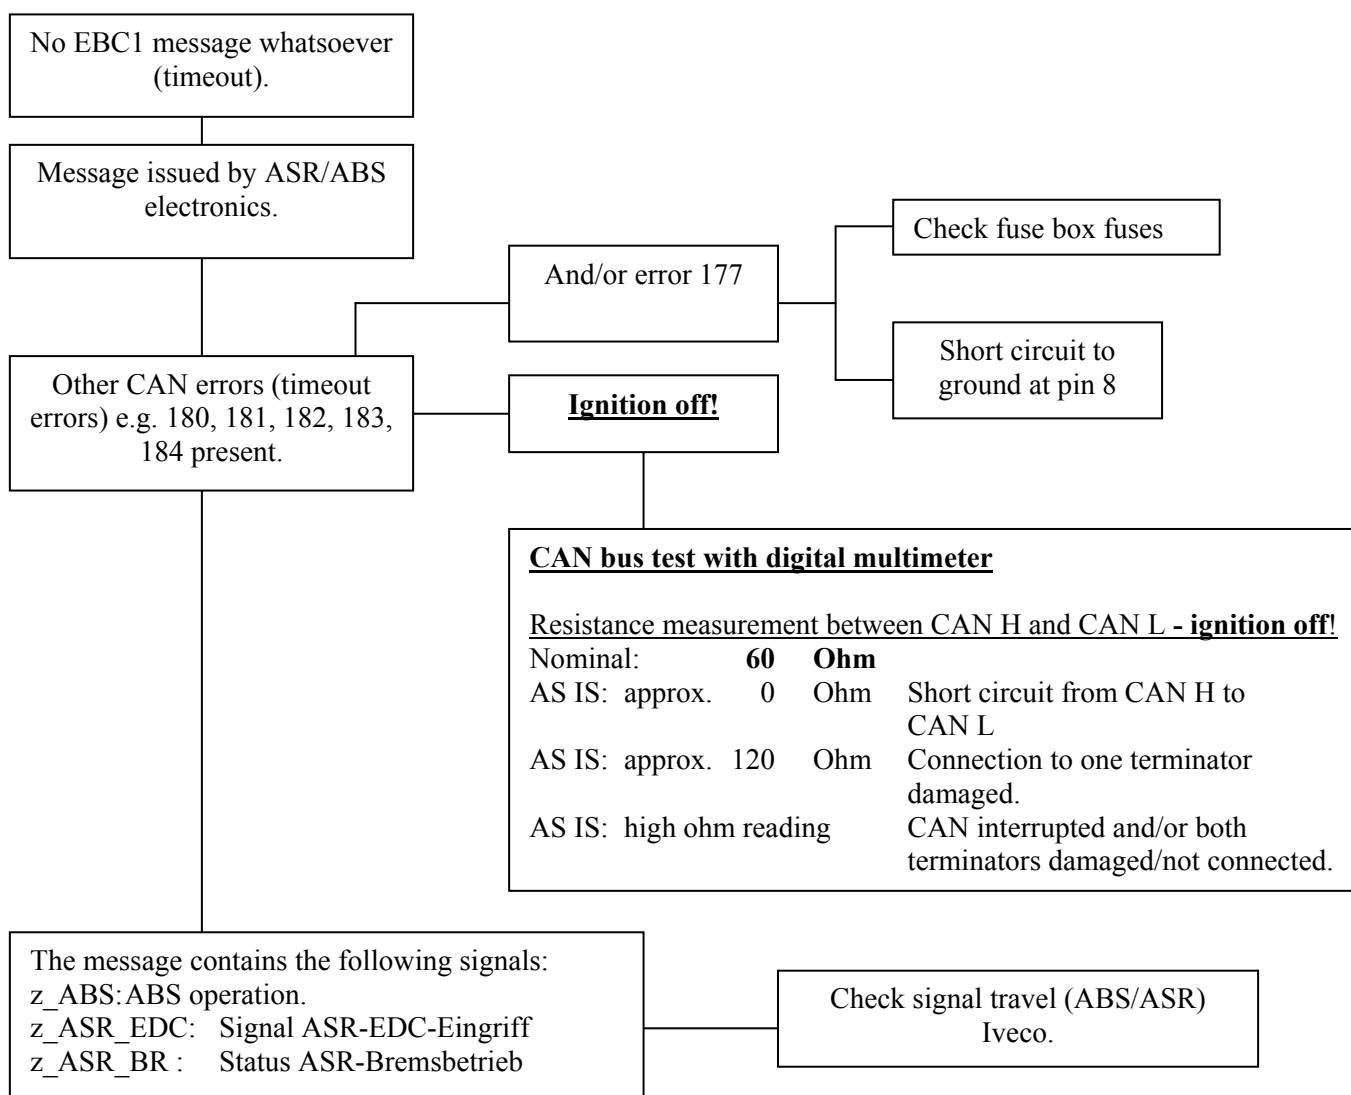 No EBC1 message whatsoever
(timeout).
Message issued by ASR/ABS
electronics.
Check fuse box fuses
And/or error 177
Short circuit to
ground at pin 8
Other CAN errors (timeout
errors) e.g. 180, 181, 182, 183,
184 present.
Ignition off!
CAN bus test with digital multimeter
Resistance measurement between CAN H and CAN L - ignition off!
Nominal: 60 Ohm
AS IS: approx. 0 Ohm Short circuit from CAN H to
CAN L
AS IS: approx. 120 Ohm Connection to one terminator
damaged.
AS IS: high ohm reading CAN interrupted and/or both
terminators damaged/not connected.
The message contains the following signals:
z_ABS:ABS operation.
z_ASR_EDC: Signal ASR-EDC-Eingriff
z_ASR_BR : Status ASR-Bremsbetrieb
Check signal travel (ABS/ASR)
Iveco.